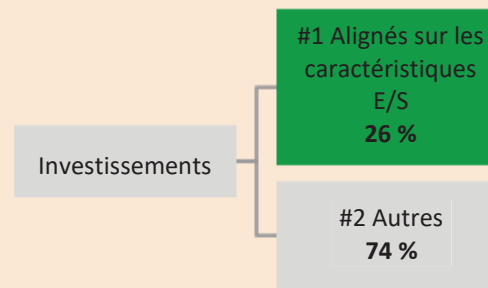 #1 Alignés sur les
caractéristiques
E/S
26 %
Investissements
#2 Autres
74 %